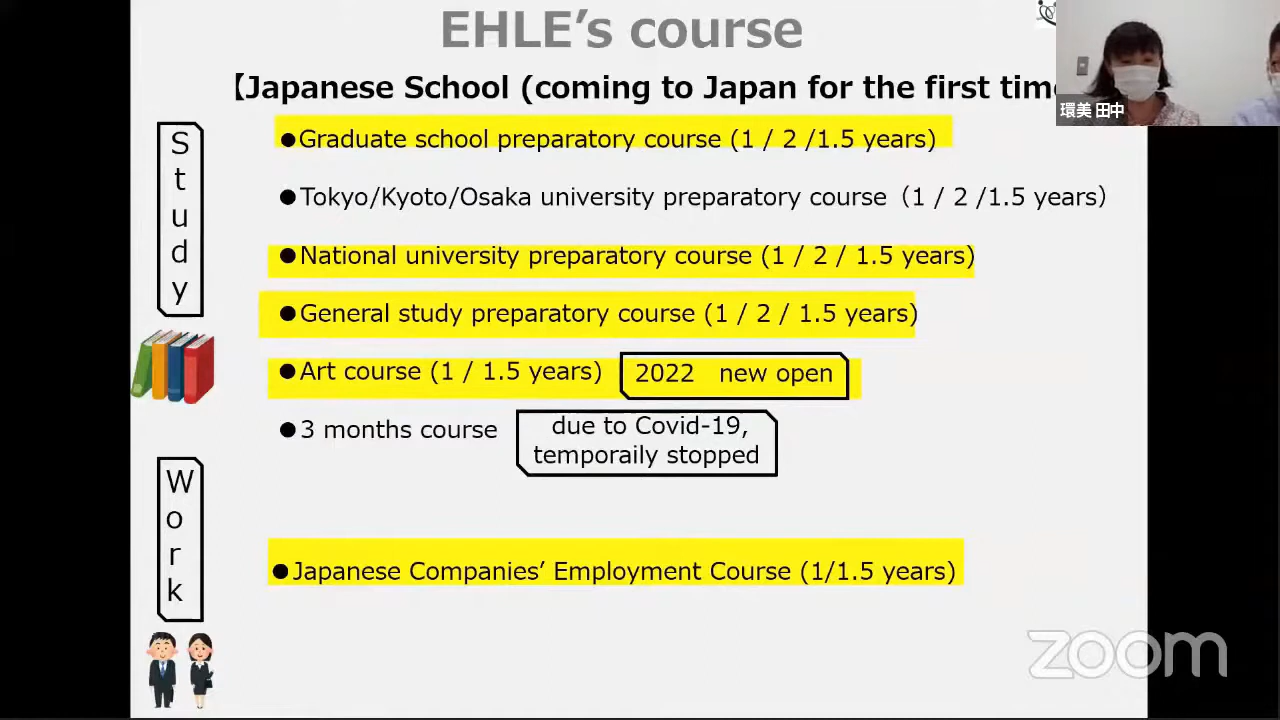 EHLE’s course
【Japanese School (coming to Japan for the first time
環美 田中
Study
●Graduate school preparatory course (1 / 2 /1.5 years)
●Tokyo/Kyoto/Osaka university preparatory course（1 / 2 /1.5 years）
●National university preparatory course (1 / 2 / 1.5 years)
●General study preparatory course (1 / 2 / 1.5 years)
●Art course (1 / 1.5 years) 2022 new open
●3 months course
due to Covid-19,
temporaily stopped
Work
●Japanese Companies’ Employment Course (1/1.5 years)
zoom